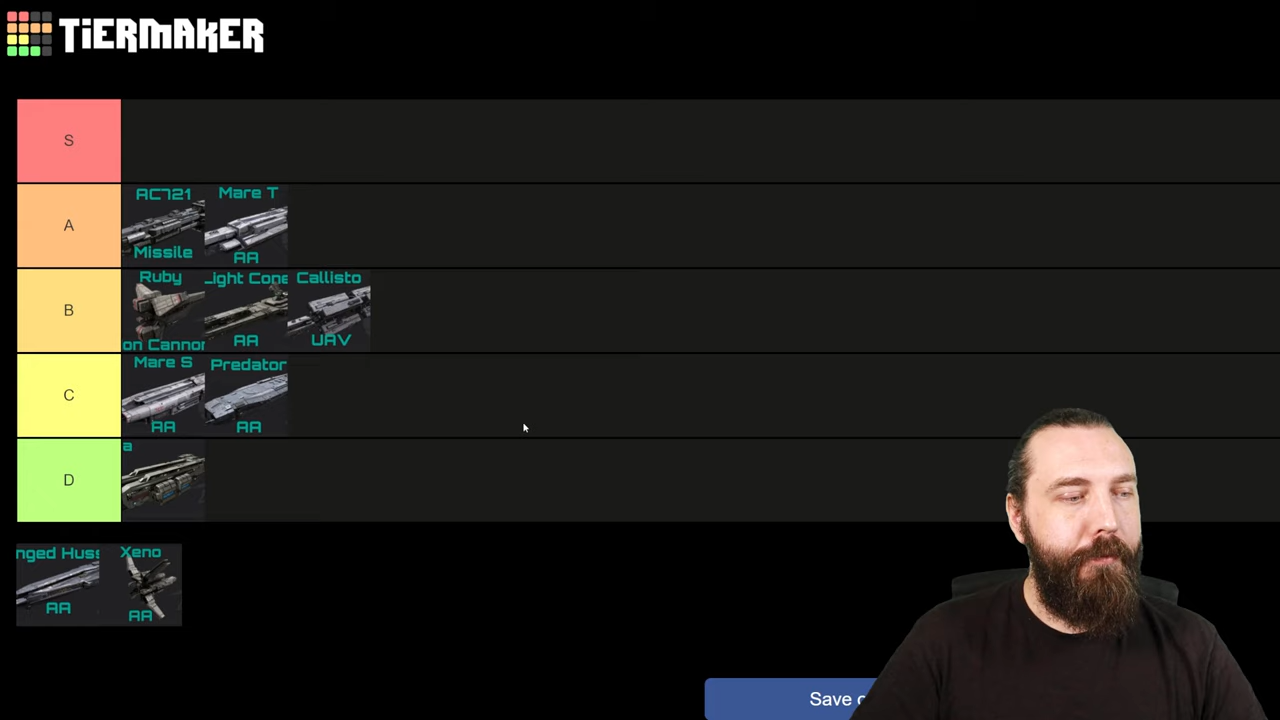 TiERMAKER
S
A
AC721
Missile
Mare T
AA
B
Ruby
on Cannon
Light Cone
AA
Callisto
UAV
C
Mare S
AA
Predator
AA
D
a
nged Huss
AA
Xeno
AA
Save